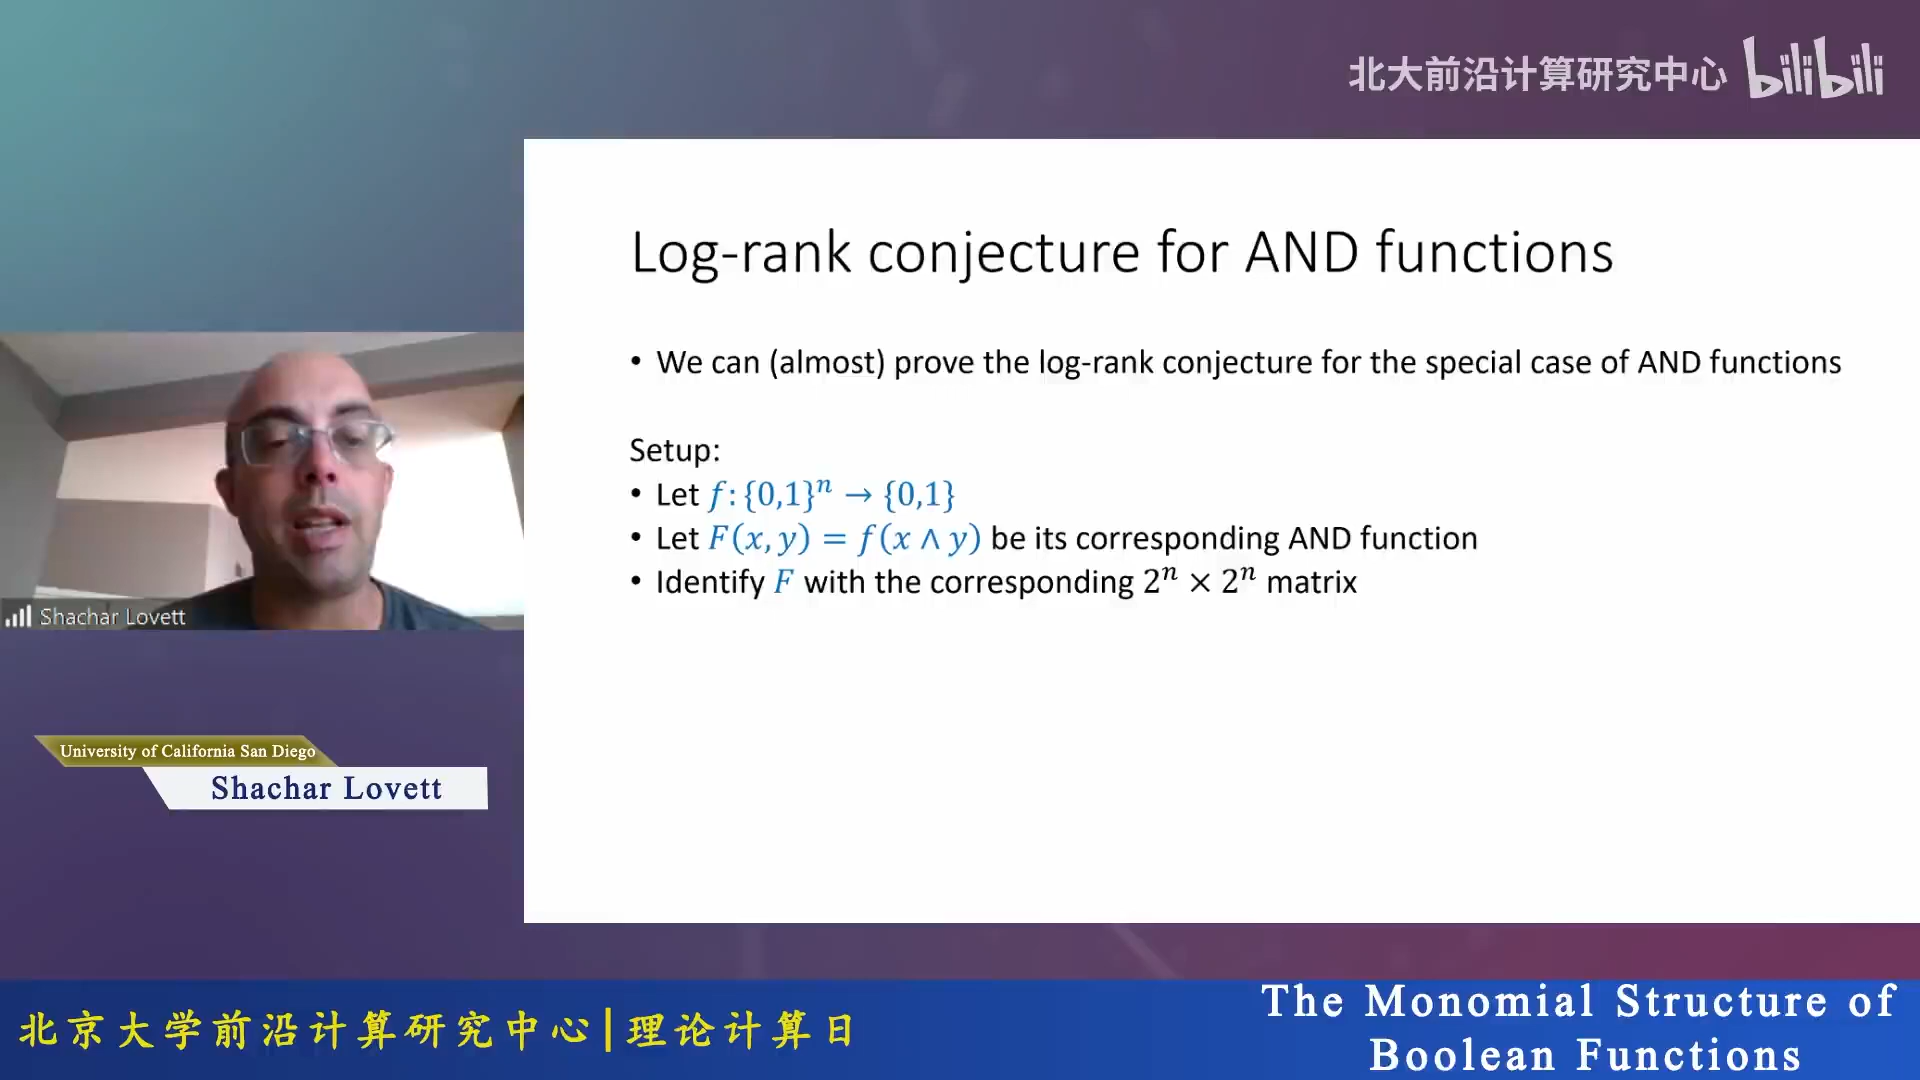 北大前沿计算研究中心 bilibili
Log-rank conjecture for AND functions
• We can (almost) prove the log-rank conjecture for the special case of AND functions
Setup:
• Let f: {0,1}ⁿ → {0,1}
• Let F(x, y) = f(x ∧ y) be its corresponding AND function
• Identify F with the corresponding 2ⁿ × 2ⁿ matrix
Shachar Lovett
University of California San Diego
Shachar Lovett
北京大学前沿计算研究中心|理论计算日
The Monomial Structure of
Boolean Functions